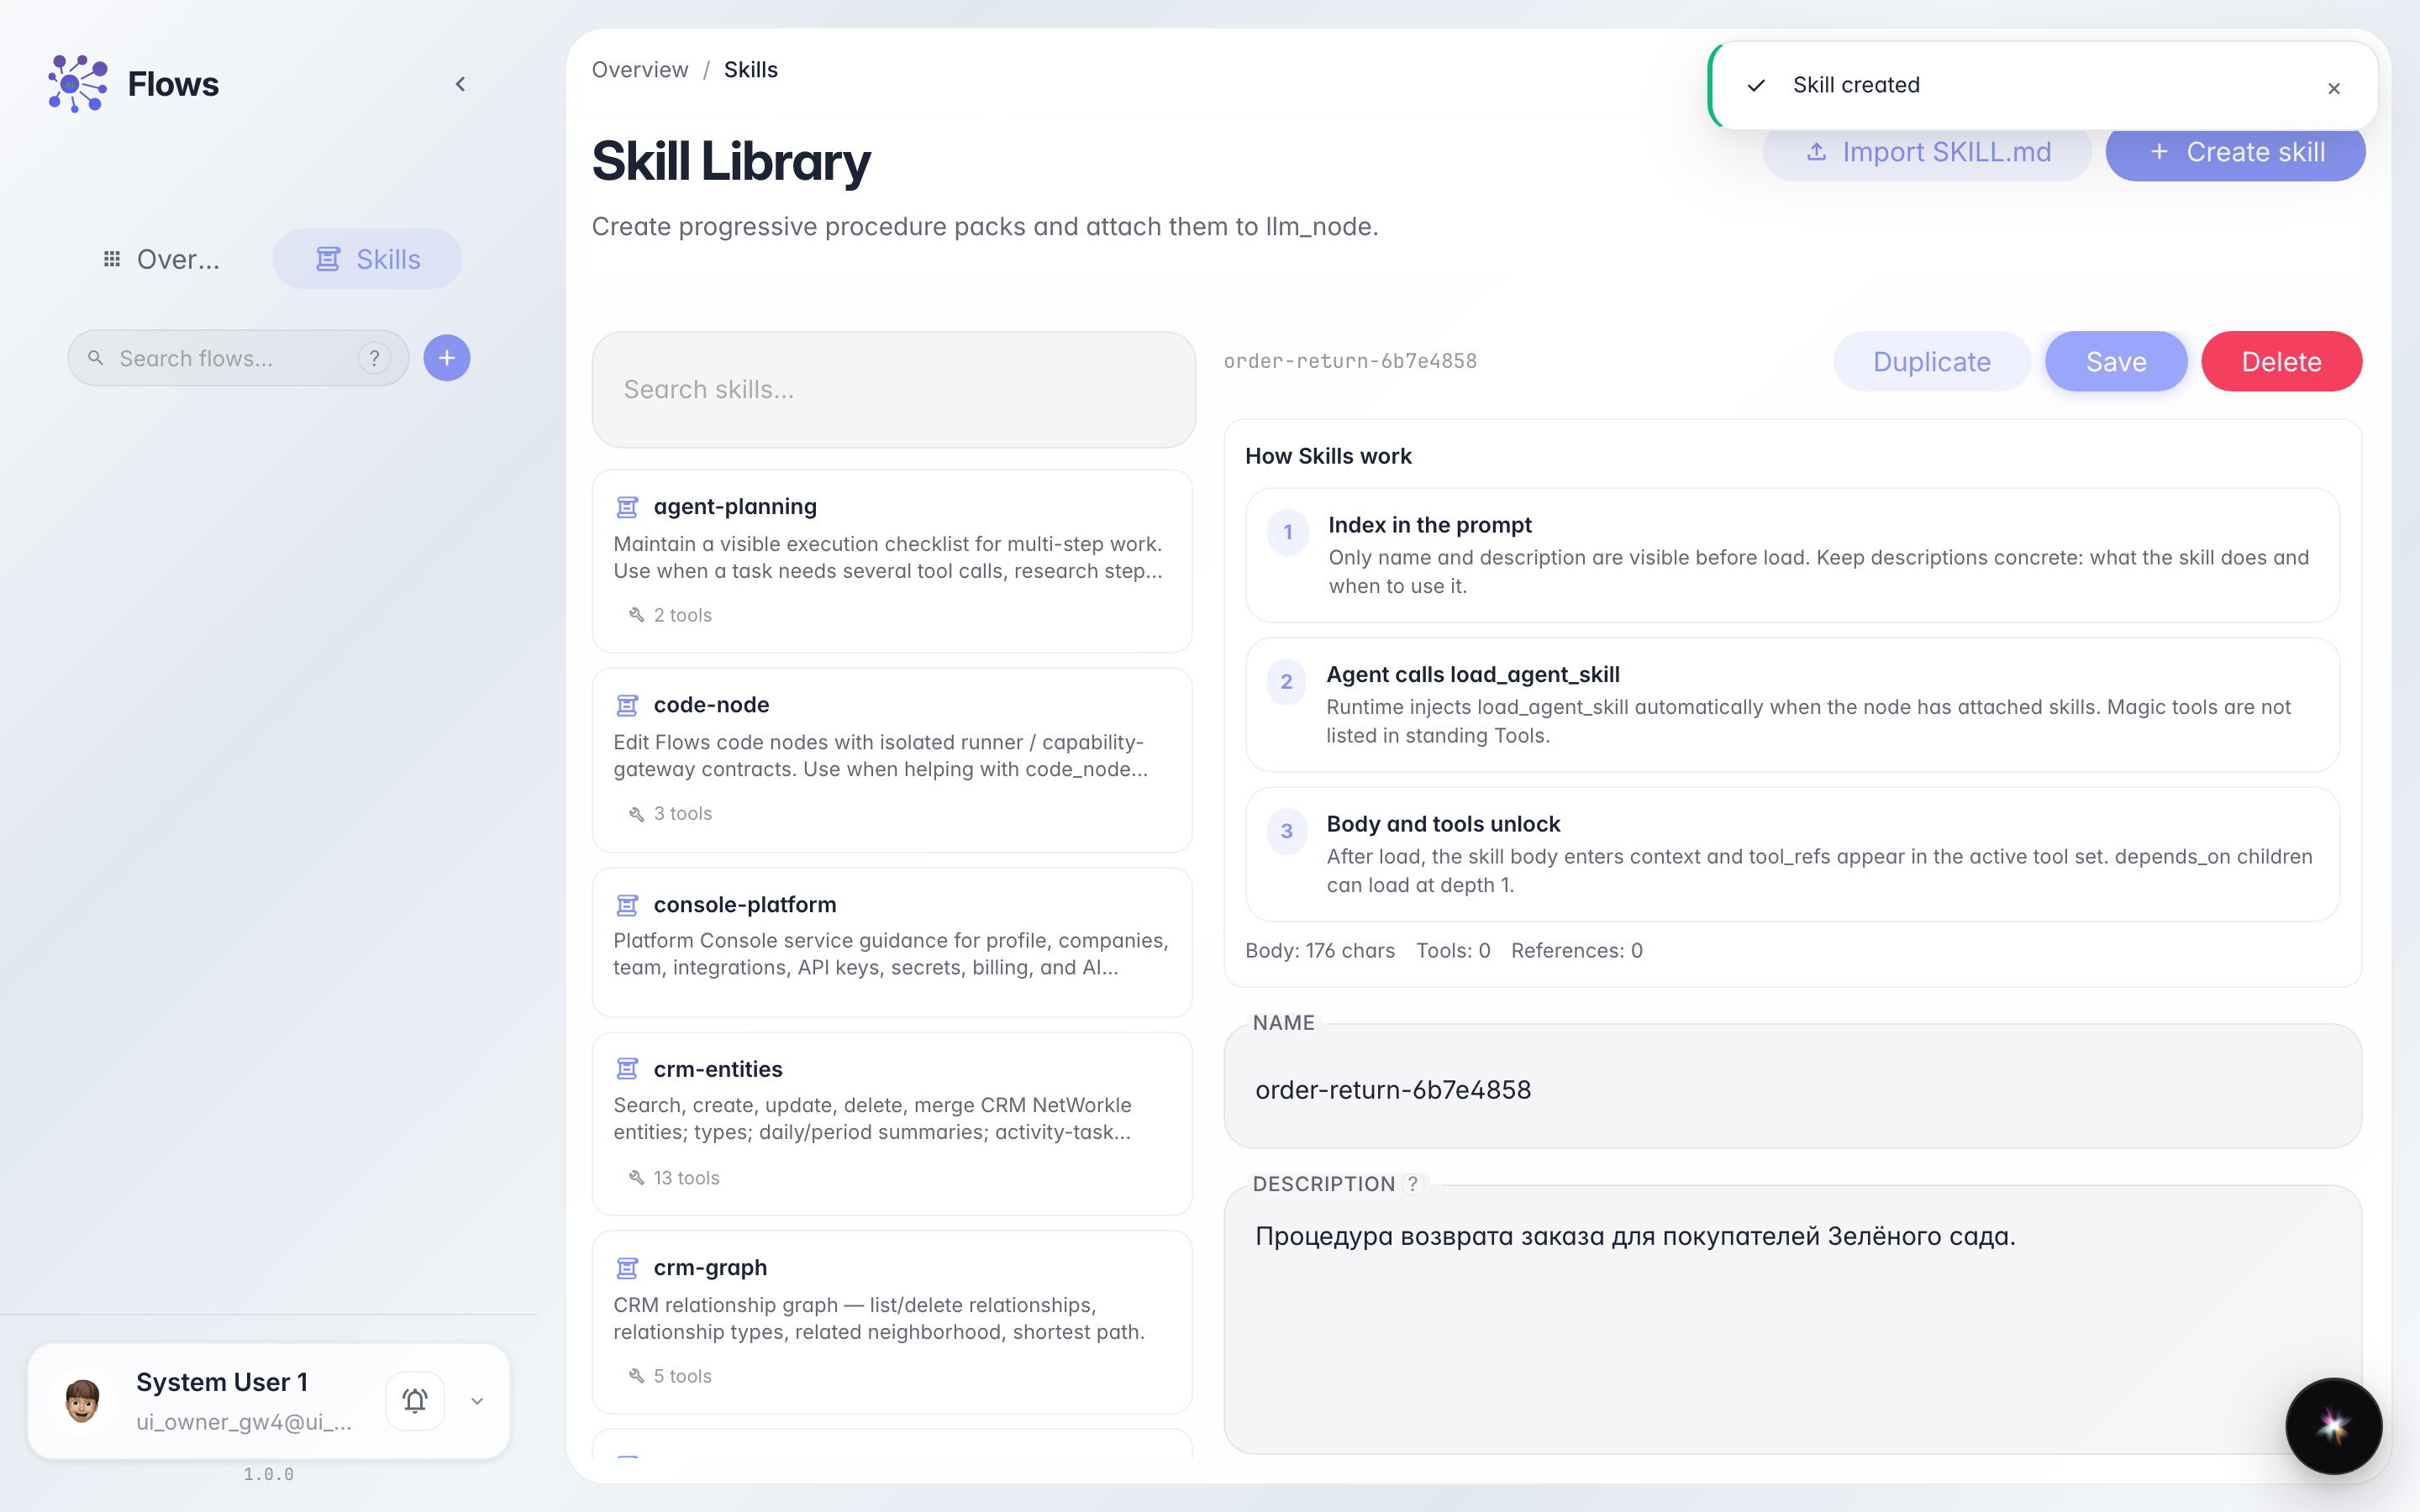 Flows
Over...
Skills
Search flows...
?
System User 1
ui_owner_gw4@ui_...
1.0.0
Overview / Skills
Skill created
Skill Library
Import SKILL.md
Create skill
Create progressive procedure packs and attach them to llm_node.
Search skills...
agent-planning
Maintain a visible execution checklist for multi-step work.
Use when a task needs several tool calls, research step...
2 tools
code-node
Edit Flows code nodes with isolated runner / capability-
gateway contracts. Use when helping with code_node...
3 tools
console-platform
Platform Console service guidance for profile, companies,
team, integrations, API keys, secrets, billing, and AI...
crm-entities
Search, create, update, delete, merge CRM NetWorkle
entities; types; daily/period summaries; activity-task...
13 tools
crm-graph
CRM relationship graph — list/delete relationships,
relationship types, related neighborhood, shortest path.
5 tools
order-return-6b7e4858
Duplicate
Save
Delete
How Skills work
1
Index in the prompt
Only name and description are visible before load. Keep descriptions concrete: what the skill does and
when to use it.
2
Agent calls load_agent_skill
Runtime injects load_agent_skill automatically when the node has attached skills. Magic tools are not
listed in standing Tools.
3
Body and tools unlock
After load, the skill body enters context and tool_refs appear in the active tool set. depends_on children
can load at depth 1.
Body: 176 chars Tools: 0 References: 0
NAME
order-return-6b7e4858
DESCRIPTION ?
Процедура возврата заказа для покупателей Зелёного сада.